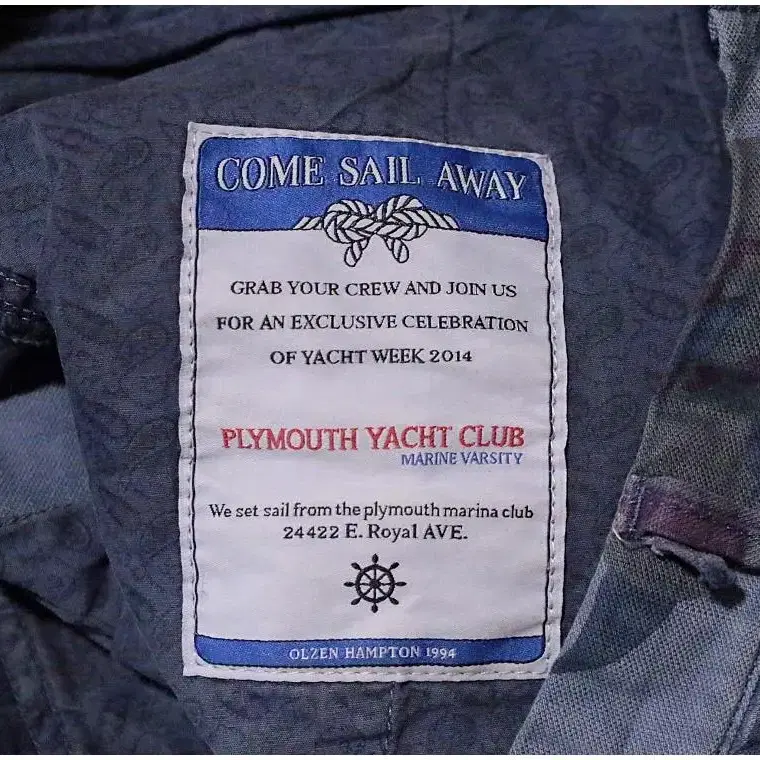 COME SAIL AWAY
GRAB YOUR CREW AND JOIN US
FOR AN EXCLUSIVE CELEBRATION
OF YACHT WEEK 2014
PLYMOUTH YACHT CLUB
MARINE VARSITY
We set sail from the plymouth marina club
24422 E. Royal AVE.
OLZEN HAMPTON 1994